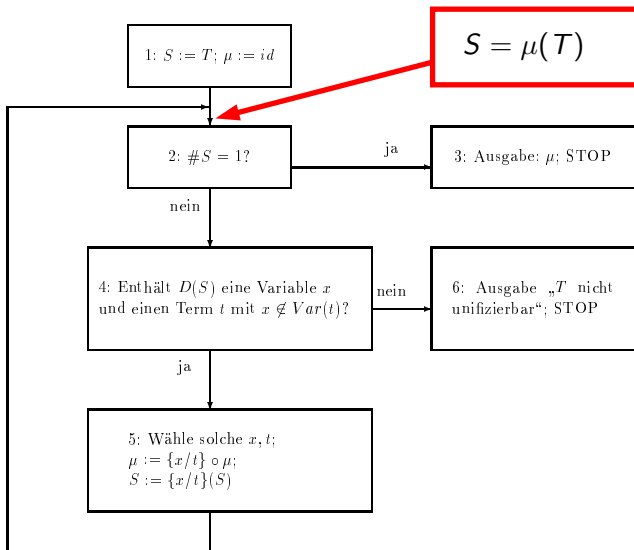 S = μ(T)
1: S := T; μ := id
2: #S = 1?
ja
3: Ausgabe: μ; STOP
nein
4: Enthält D(S) eine Variable x
und einen Term t mit x ∉ Var(t)?
nein
6: Ausgabe „T nicht
unifizierbar“; STOP
ja
5: Wähle solche x, t;
μ := {x/t} ∘ μ;
S := {x/t}(S)